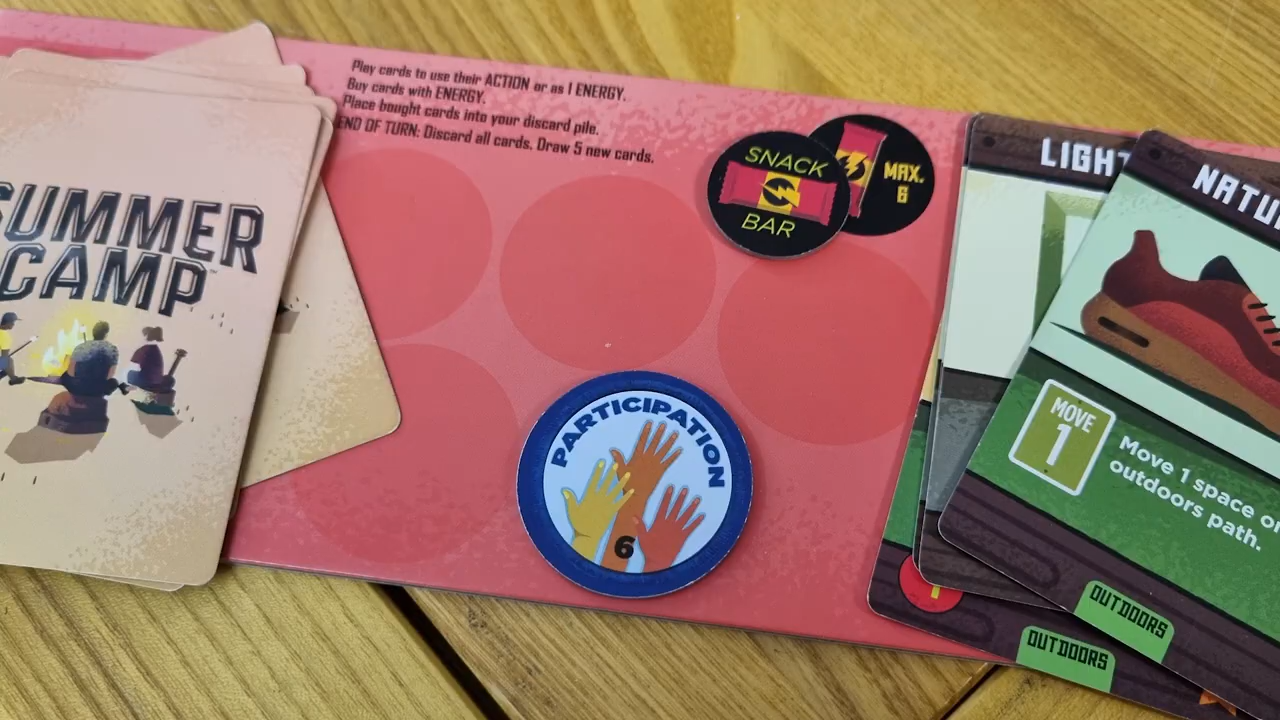 Play cards to use their ACTION or as 1 ENERGY.
Buy cards with ENERGY.
Place bought cards into your discard pile.
END OF TURN: Discard all cards. Draw 5 new cards.
SUMMER
CAMP
SNACK
BAR
MAX.
6
PARTICIPATION
6
LIGHT
NATU
MOVE
1
Move 1 space
outdoors path.
OUTDOORS
1
OUTDOORS